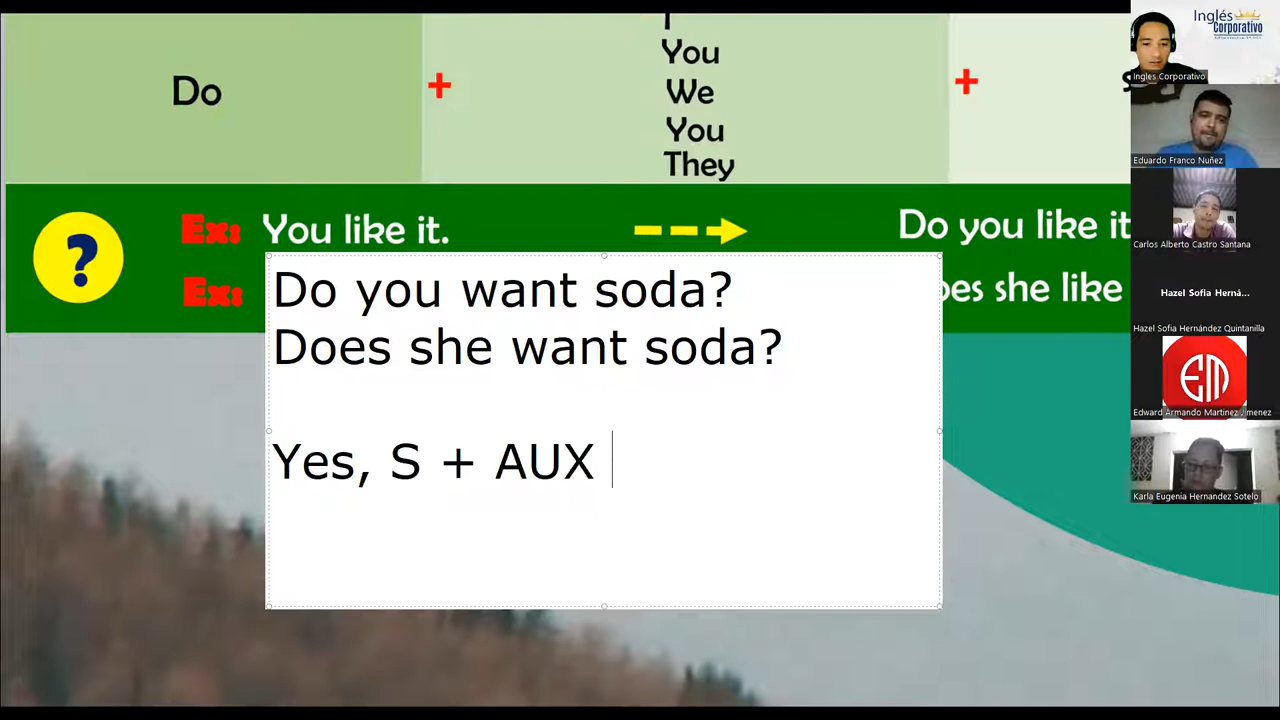 Do
+
You
We
You
They
+
Ex: You like it.
Do you like it
?
Ex:
oes she like
Do you want soda?
Does she want soda?
Yes, S + AUX
Inglés
Corporativo
Ingles Corporativo
Eduardo Franco Nuñez
Carlos Alberto Castro Santana
Hazel Sofia Herná...
Hazel Sofia Hernández Quintanilla
EM
Edward Armando Martinez Jimenez
Karla Eugenia Hernandez Sotelo